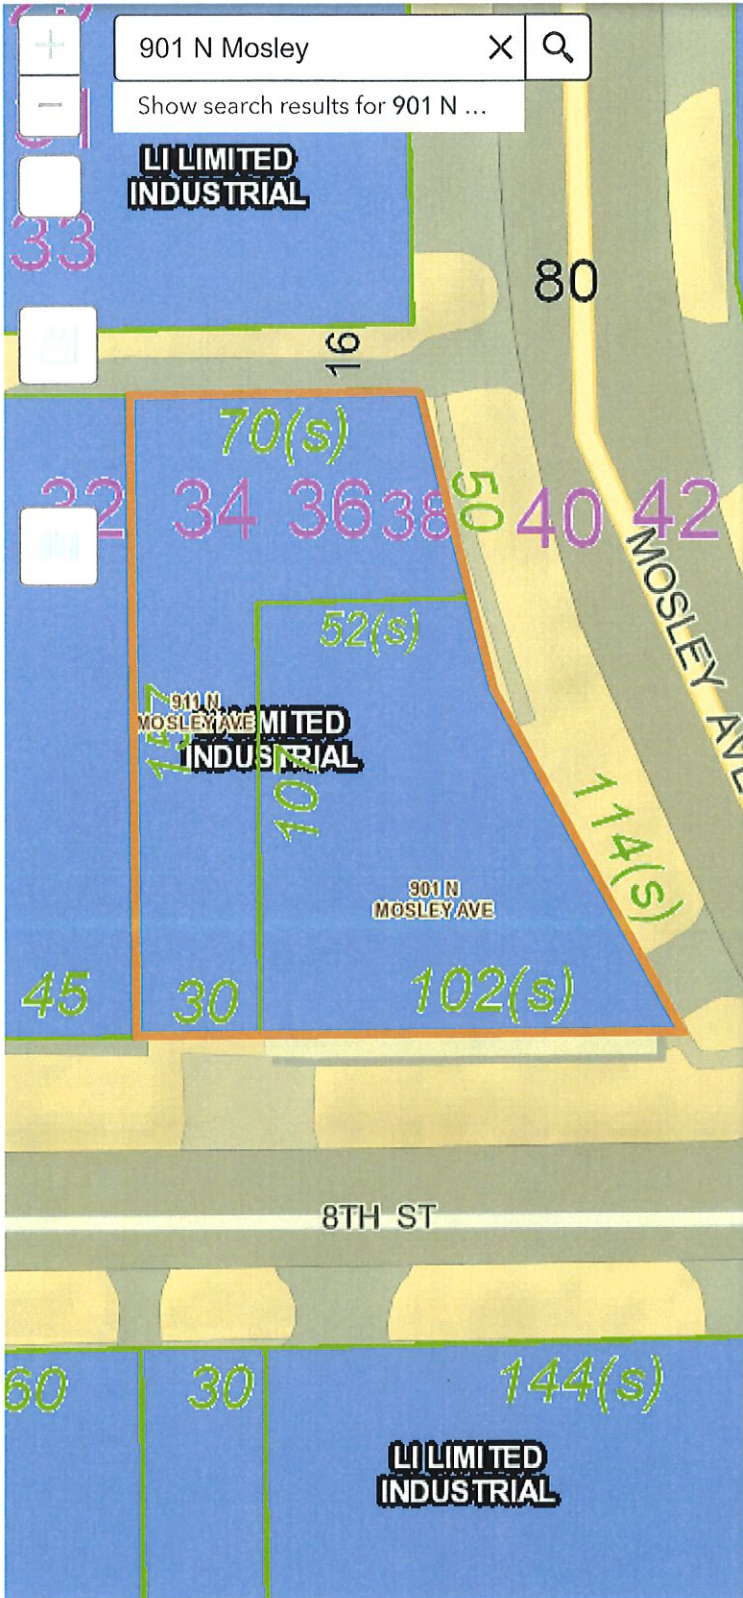 901 N Mosley
Show search results for 901 N ...
LI LIMITED
INDUSTRIAL
33
80
16
70(s)
50
32 34 36 38 40 42
MOSLEY AVE
52(s)
911 N
MOSLEY AVE
LIMITED
INDUSTRIAL
157
107
114(s)
901 N
MOSLEY AVE
45
30
102(s)
8TH ST
60
30
144(s)
LI LIMITED
INDUSTRIAL